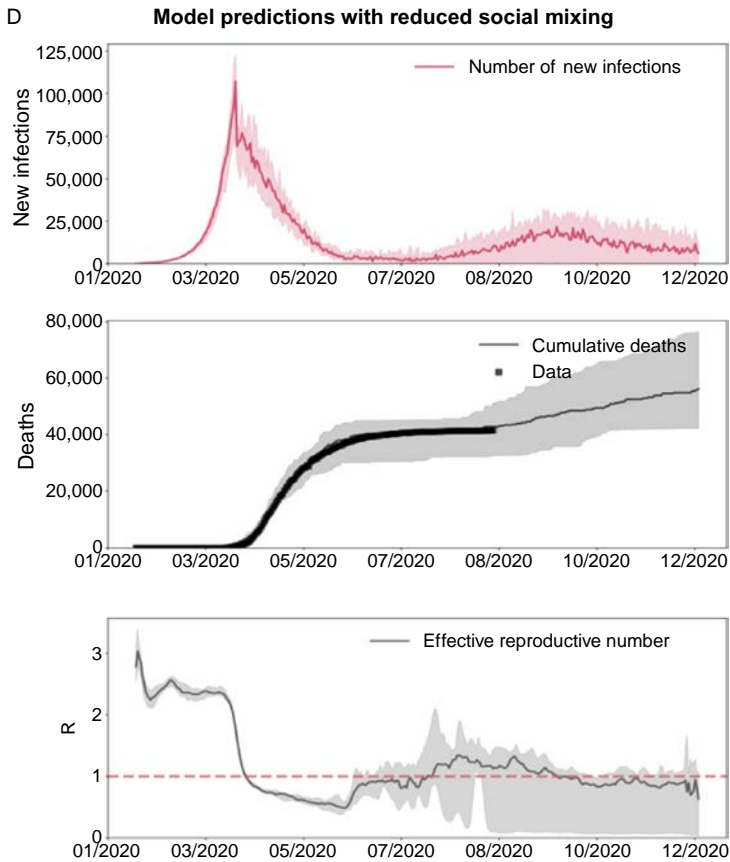 D Model predictions with reduced social mixing
125,000
100,000
75,000
50,000
25,000
0
New infections
Number of new infections
01/2020 03/2020 05/2020 07/2020 08/2020 10/2020 12/2020
80,000
60,000
40,000
20,000
0
Deaths
Cumulative deaths
Data
01/2020 03/2020 05/2020 07/2020 08/2020 10/2020 12/2020
3
2
1
0
R
Effective reproductive number
01/2020 03/2020 05/2020 07/2020 08/2020 10/2020 12/2020